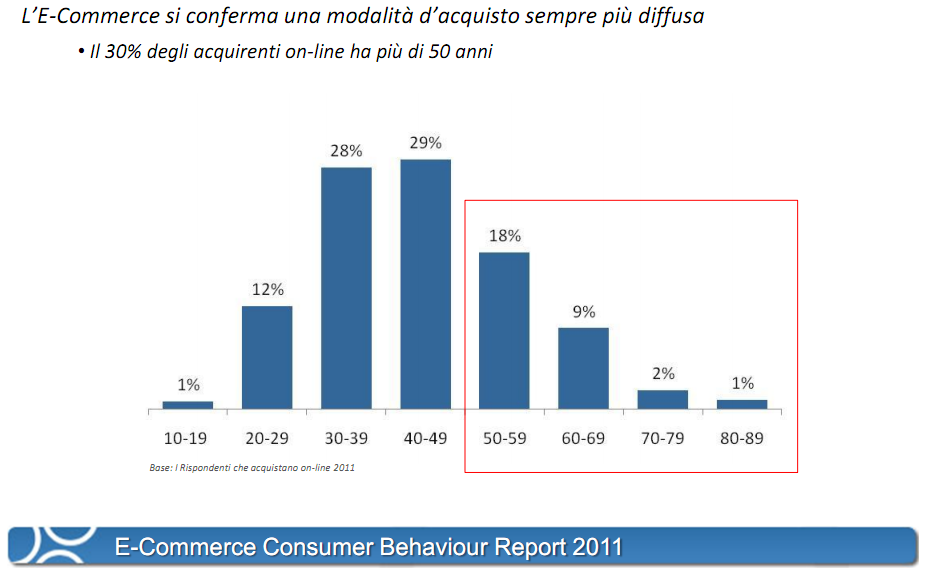 L’E-Commerce si conferma una modalità d’acquisto sempre più diffusa
• Il 30% degli acquirenti on-line ha più di 50 anni
29%
28%
18%
12%
9%
2%
1%
1%
10-19 20-29 30-39 40-49 50-59 60-69 70-79 80-89
Base: I Rispondenti che acquistano on-line 2011
E-Commerce Consumer Behaviour Report 2011